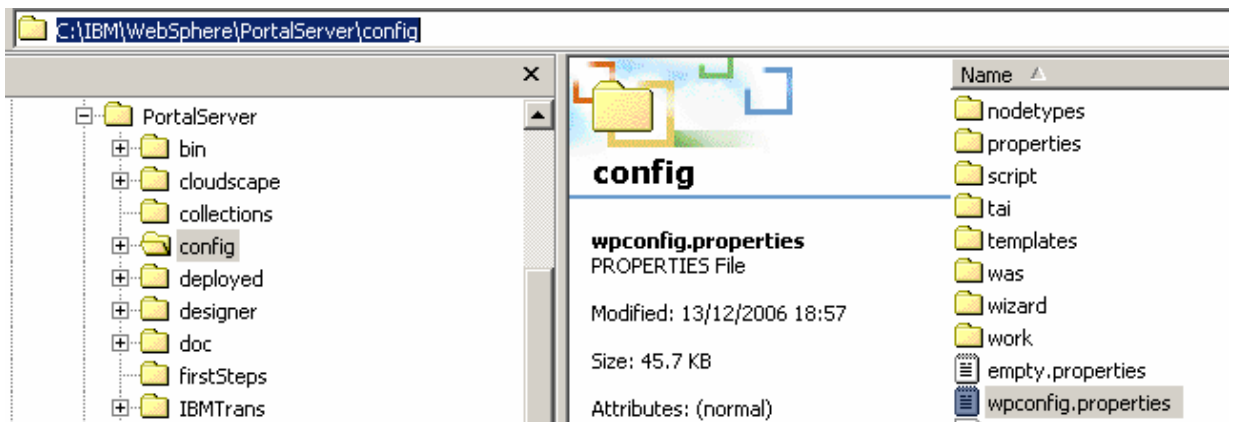 C:\IBM\WebSphere\PortalServer\config
PortalServer
bin
cloudscape
collections
config
deployed
designer
doc
firstSteps
IBMTrans
config
wpconfig.properties
PROPERTIES File
Modified: 13/12/2006 18:57
Size: 45.7 KB
Attributes: (normal)
Name
nodetypes
properties
script
tai
templates
was
wizard
work
empty.properties
wpconfig.properties